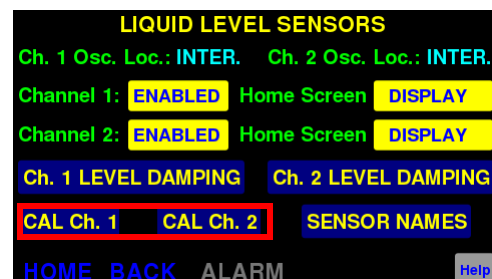 LIQUID LEVEL SENSORS
Ch. 1 Osc. Loc.: INTER. Ch. 2 Osc. Loc.: INTER.
Channel 1: ENABLED Home Screen DISPLAY
Channel 2: ENABLED Home Screen DISPLAY
Ch. 1 LEVEL DAMPING Ch. 2 LEVEL DAMPING
CAL Ch. 1 CAL Ch. 2 SENSOR NAMES
HOME BACK ALARM Help